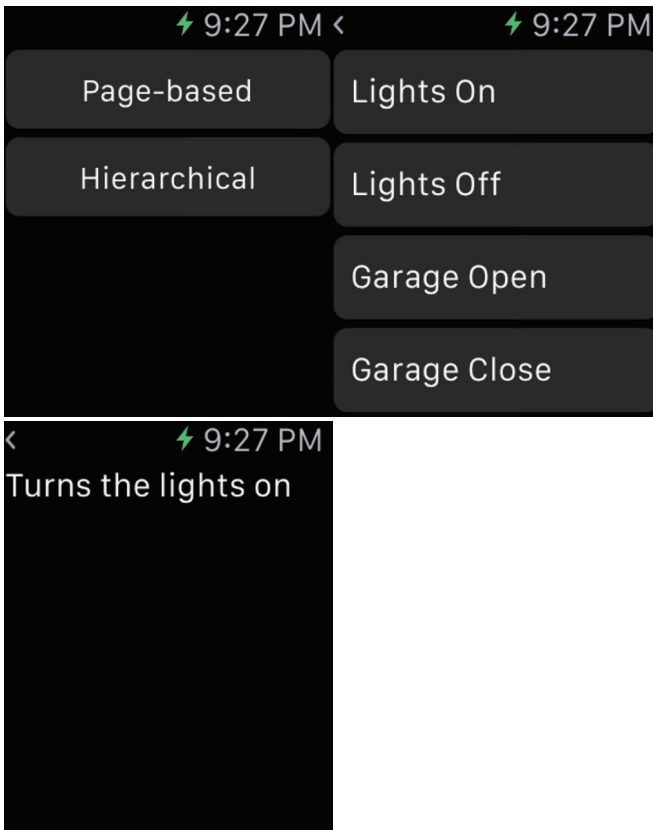 9:27 PM
Page-based
Hierarchical
< 9:27 PM
Lights On
Lights Off
Garage Open
Garage Close
< 9:27 PM
Turns the lights on